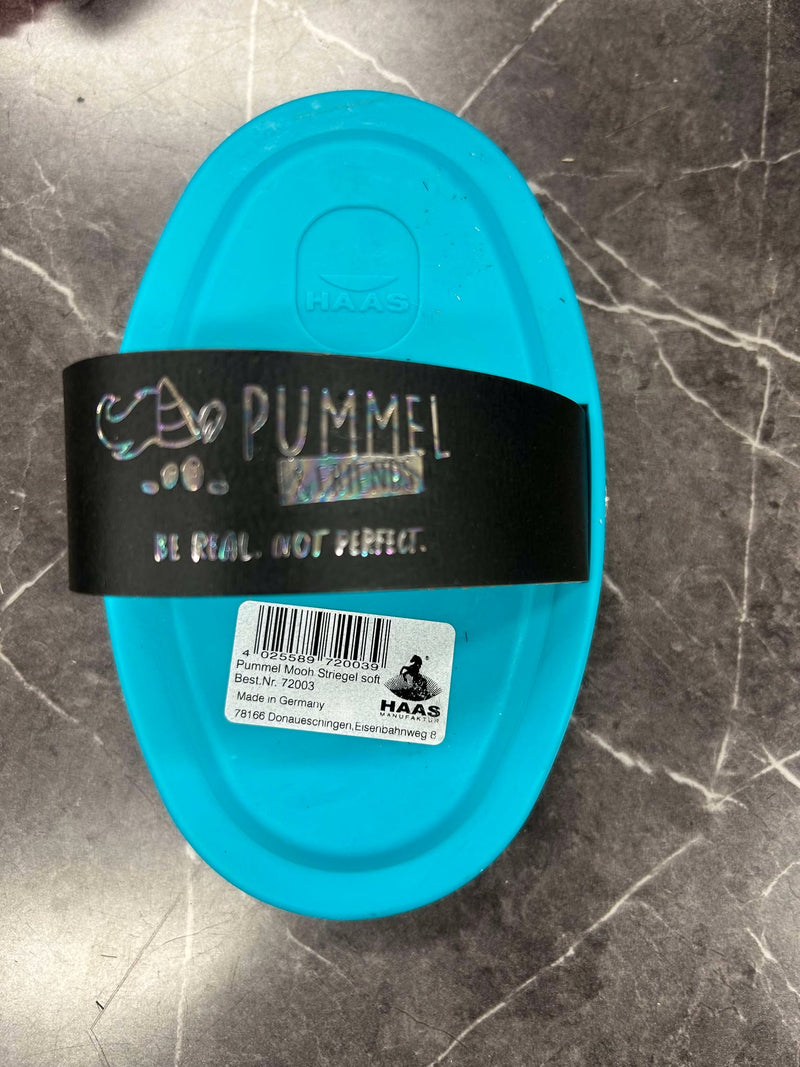 HAAS
PUMMEL
& FRIENDS
BE REAL. NOT PERFECT.
4 025589 720039
Pummel Mooh Striegel soft
Best.Nr. 72003
Made in Germany
78166 Donaueschingen,Eisenbahnweg 8
®
HAAS
MANUFAKTUR